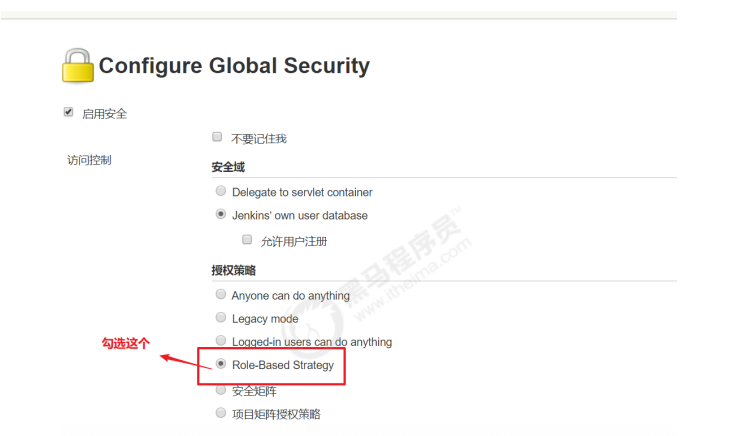 Configure Global Security
启用安全
不要记住我
访问控制
安全域
Delegate to servlet container
Jenkins' own user database
允许用户注册
授权策略
Anyone can do anything
Legacy mode
Logged-in users can do anything
勾选这个
Role-Based Strategy
安全矩阵
项目矩阵授权策略
黑马程序员™
www.itheima.com